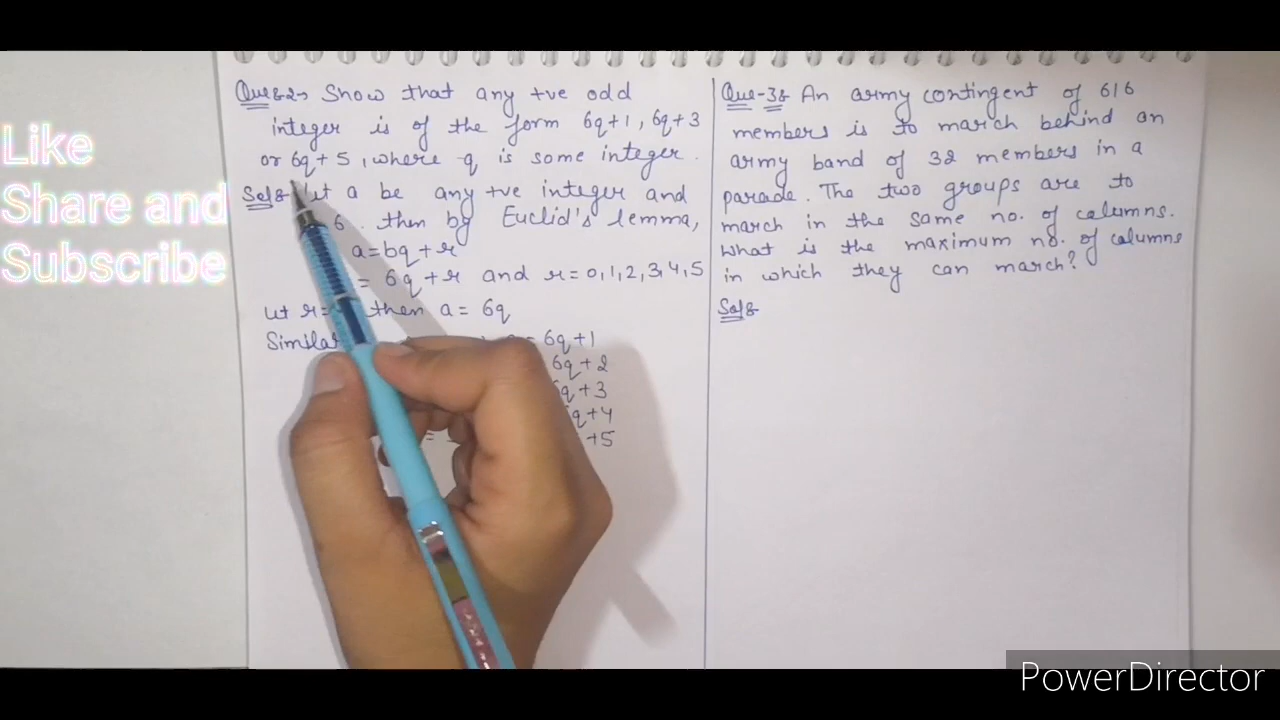 Like
Share and
Subscribe
Que:2→ Show that any +ve odd
integer is of the form 6q+1, 6q+3
or 6q+5, where q is some integer.
Sol: Let a be any +ve integer and
6. then by Euclid's lemma,
a=bq+r
= 6q+r and r=0,1,2,3,4,5
let r= then a= 6q
= 6q+1
6q+2
+3
+4
+5
Que-3: An army contingent of 616
members is to march behind an
army band of 32 members in a
parade. The two groups are to
march in the same no. of columns.
What is the maximum no. of columns
in which they can march?
Sol:
PowerDirector